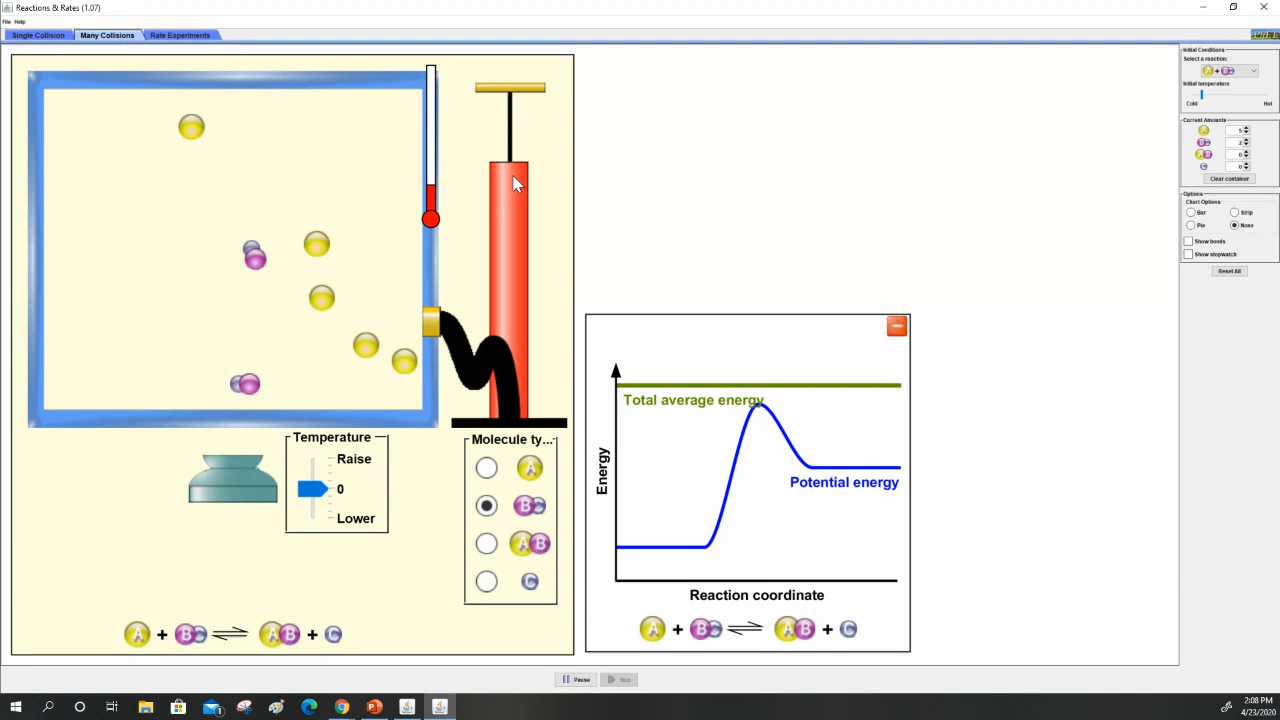 Reactions & Rates (1.07)
File Help
Single Collision Many Collisions Rate Experiments
Initial Conditions
Select a reaction:
A + BC
Initial temperature
Cold Hot
Current Amounts
A 5
BC 2
AB 0
C 0
Clear container
Options
Chart Options
Bar Strip
Pie None
Show bonds
Show stopwatch
Reset All
Temperature
Raise
0
Lower
Molecule ty...
A
B C
A B
C
A + B C ⇌ A B + C
Total average energy
Energy
Potential energy
Reaction coordinate
A + B C ⇌ A B + C
Pause Step
2:08 PM
4/23/2020